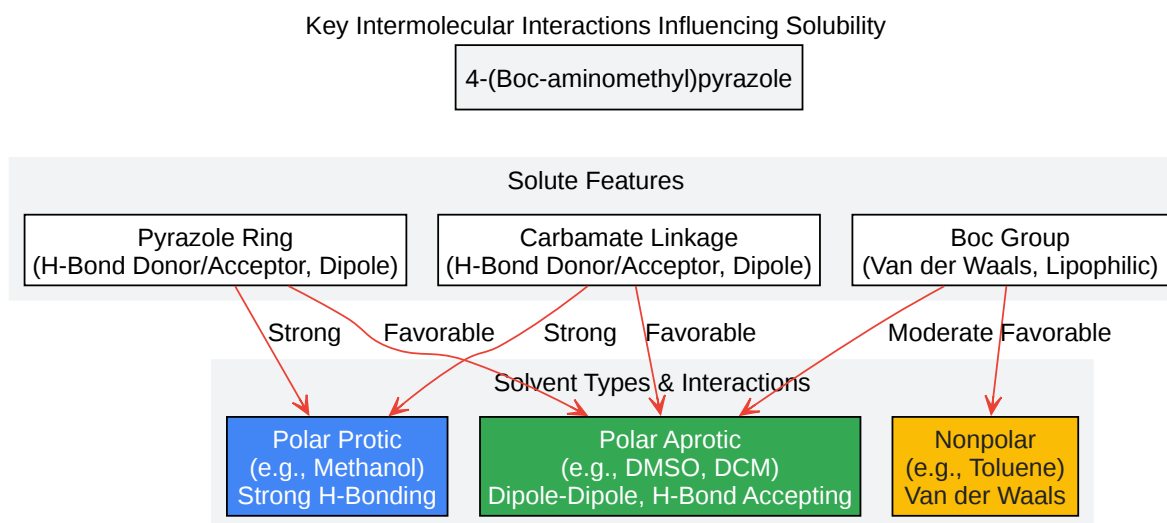 Key Intermolecular Interactions Influencing Solubility
4-(Boc-aminomethyl)pyrazole
Solute Features
Pyrazole Ring
(H-Bond Donor/Acceptor, Dipole)
Carbamate Linkage
(H-Bond Donor/Acceptor, Dipole)
Boc Group
(Van der Waals, Lipophilic)
Strong
Favorable
Strong
Favorable
Moderate
Favorable
Solvent Types & Interactions
Polar Protic
(e.g., Methanol)
Strong H-Bonding
Polar Aprotic
(e.g., DMSO, DCM)
Dipole-Dipole, H-Bond Accepting
Nonpolar
(e.g., Toluene)
Van der Waals